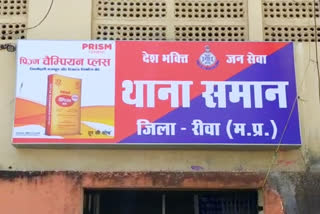 PRISM
प्रिज़्म चैम्पियन प्लस
देश भक्ति जन सेवा
थाना समान
जिला - रीवा (म.प्र.)
दूर की सोच